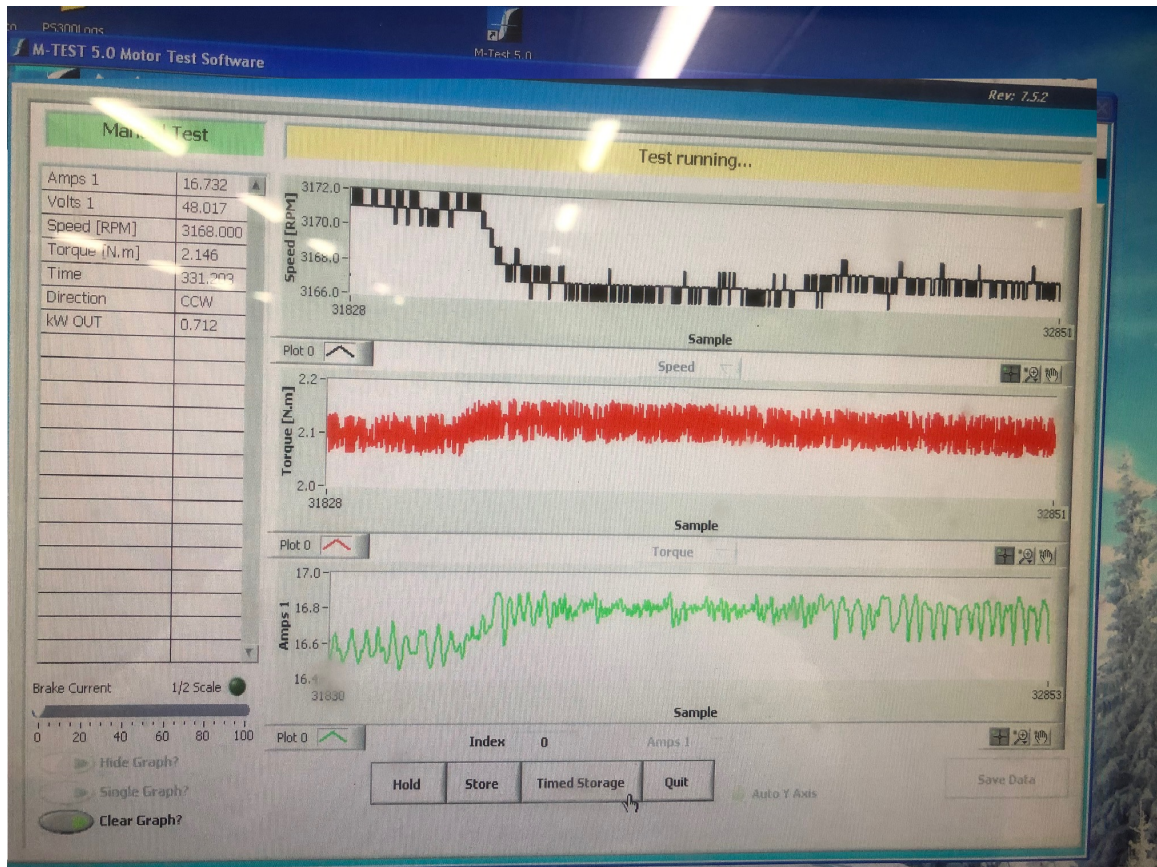 PS300Logs
M-Test 5.0
M-TEST 5.0 Motor Test Software
Rev: 7.5.2
Test
Test running...
Amps 1 16.732
Volts 1 48.017
Speed [RPM] 3168.000
Torque [N.m] 2.146
Time
Direction CCW
kW OUT 0.712
Speed [RPM]
3172.0
3170.0
3168.0
3166.0
31828 32851
Sample
Plot 0
Speed
Torque [N.m]
2.2
2.1
2.0
31828 32851
Sample
Plot 0
Torque
Amps 1
17.0
16.8
16.6
32853
Sample
Plot 0
Index 0 Amps 1
Brake Current 1/2 Scale
0 20 40 60 80 100
Hide Graph?
Single Graph?
Clear Graph?
Hold Store Timed Storage Quit
Auto Y Axis
Save Data